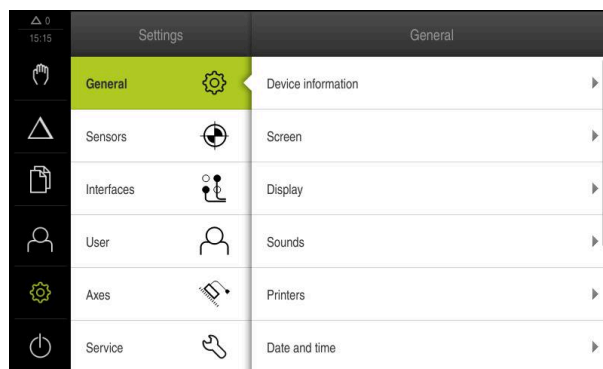 △ 0
15:15
Settings
General
General
Sensors
Interfaces
User
Axes
Service
Device information
Screen
Display
Sounds
Printers
Date and time